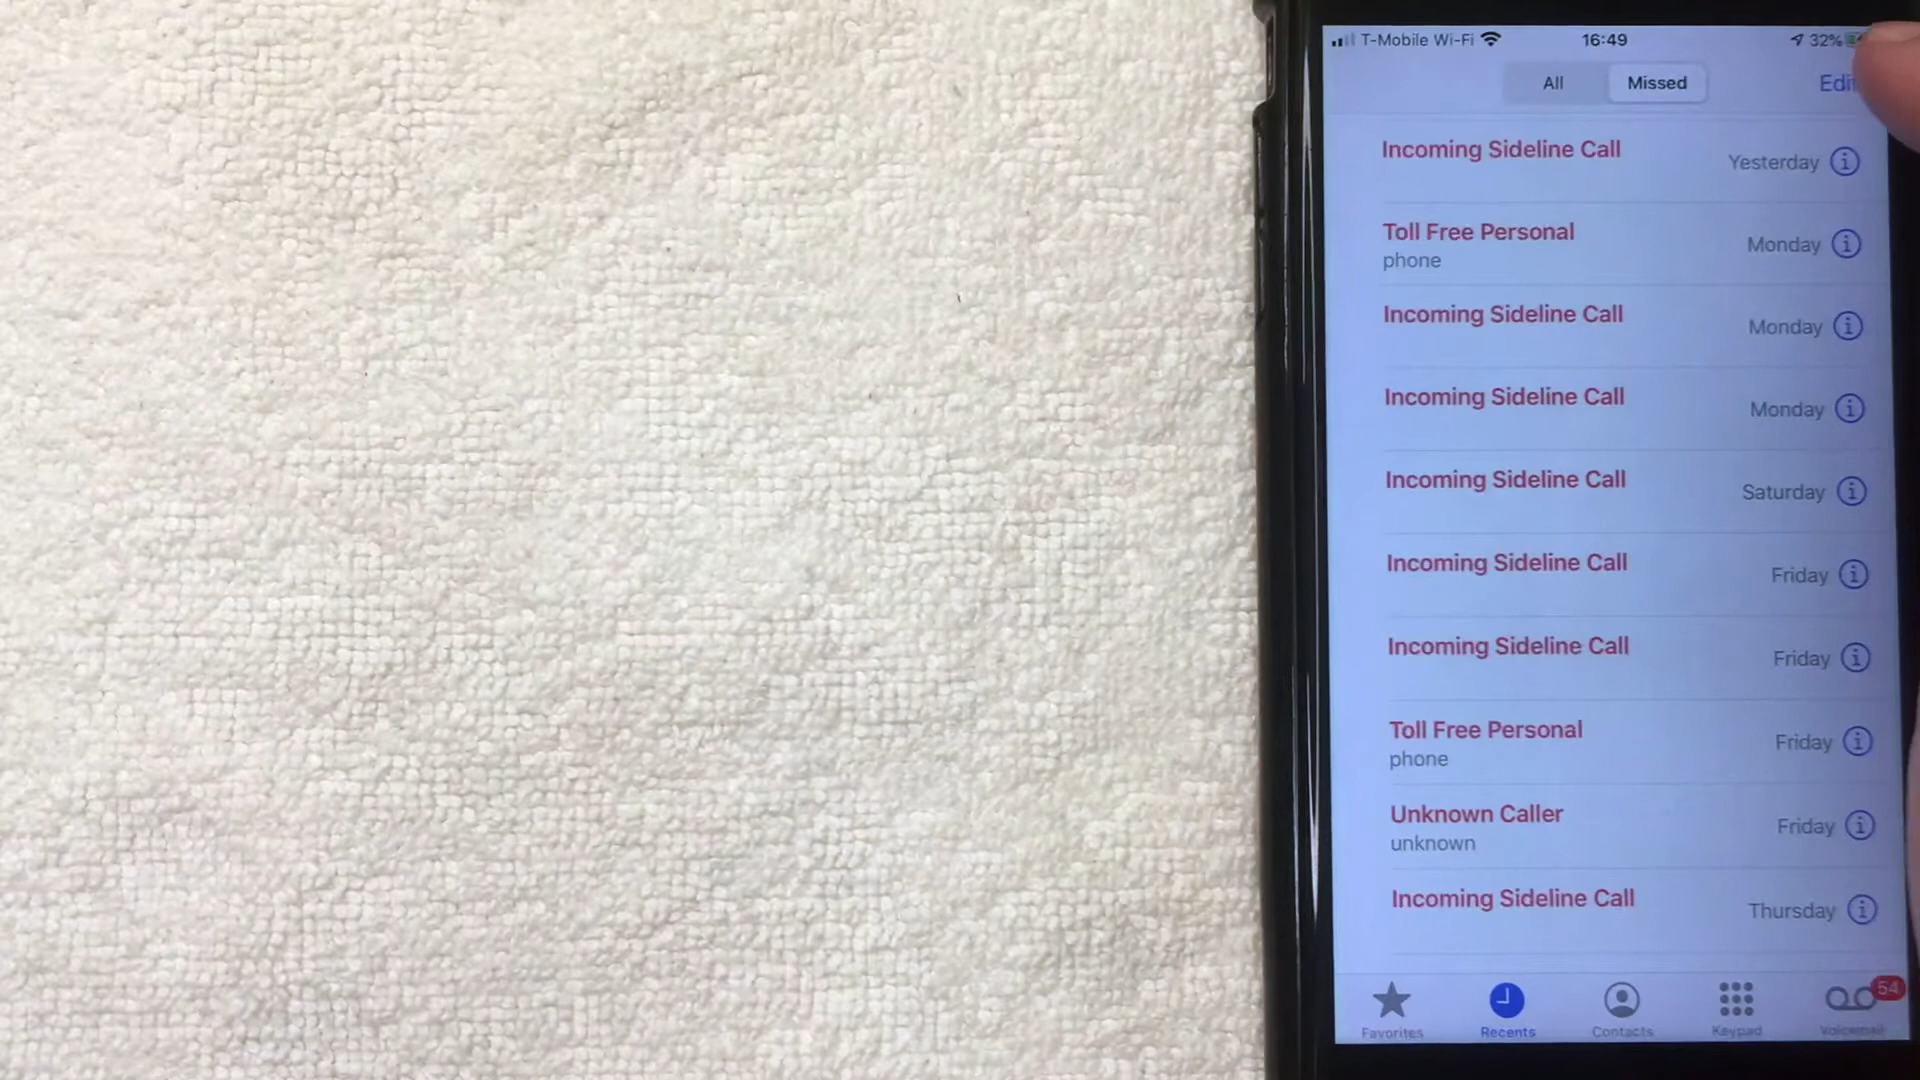 T-Mobile Wi-Fi 16:49 32%
All Missed Edit
Incoming Sideline Call Yesterday
Toll Free Personal Monday
phone
Incoming Sideline Call Monday
Incoming Sideline Call Monday
Incoming Sideline Call Saturday
Incoming Sideline Call Friday
Incoming Sideline Call Friday
Toll Free Personal Friday
phone
Unknown Caller Friday
unknown
Incoming Sideline Call Thursday
54
Favorites Recents Contacts Keypad Voicemail